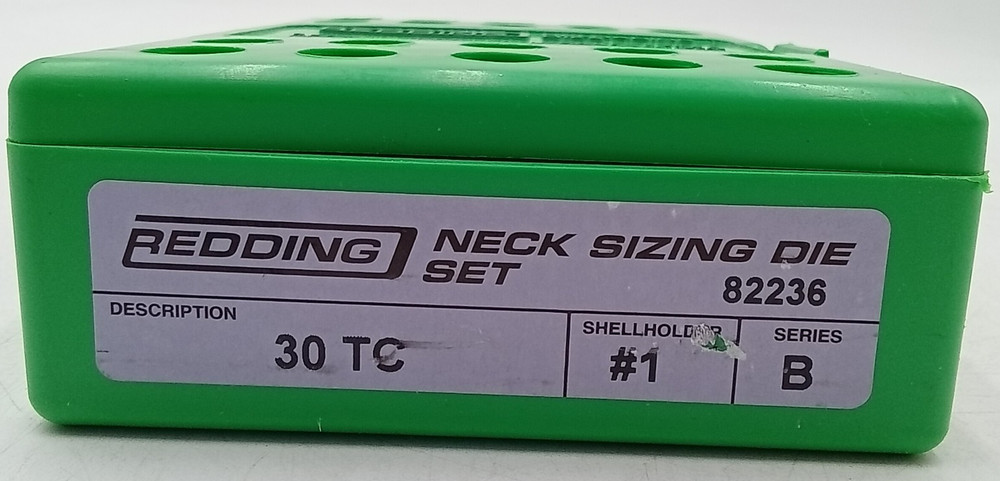 REDDING NECK SIZING DIE
SET
82236
DESCRIPTION
30 TC
SHELLHOLDER
#1
SERIES
B